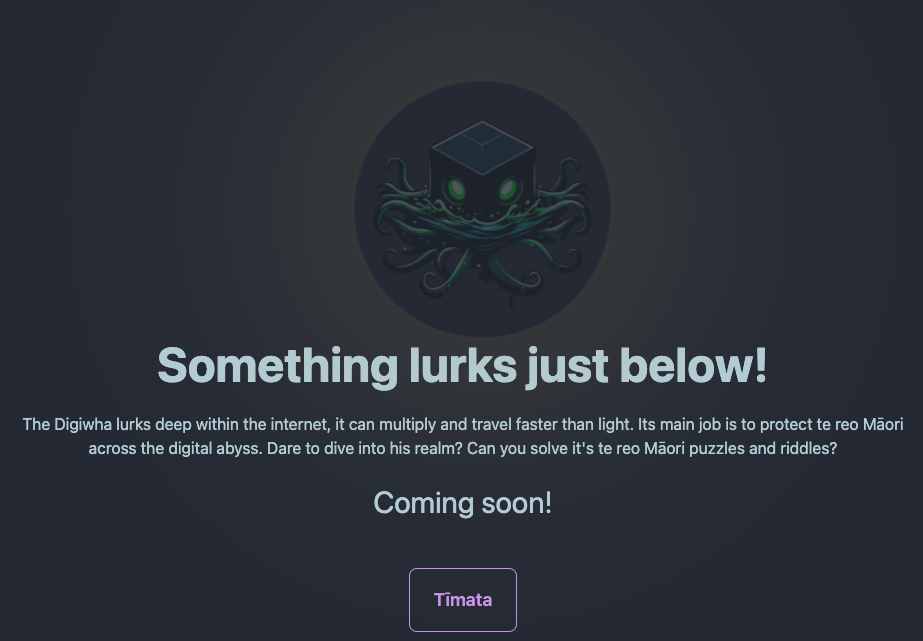 Something lurks just below!
The Digiwha lurks deep within the internet, it can multiply and travel faster than light. Its main job is to protect te reo Māori
across the digital abyss. Dare to dive into his realm? Can you solve it's te reo Māori puzzles and riddles?
Coming soon!
Tīmata